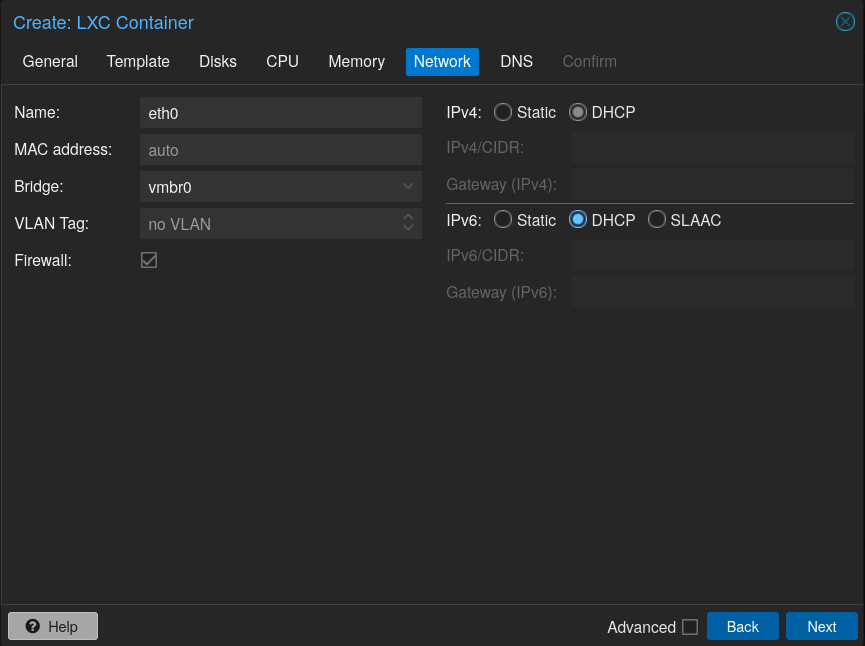 Create: LXC Container
General Template Disks CPU Memory Network DNS Confirm
Name: eth0
MAC address: auto
Bridge: vmbr0
VLAN Tag: no VLAN
Firewall:
IPv4: Static DHCP
IPv4/CIDR:
Gateway (IPv4):
IPv6: Static DHCP SLAAC
IPv6/CIDR:
Gateway (IPv6):
Help Advanced Back Next